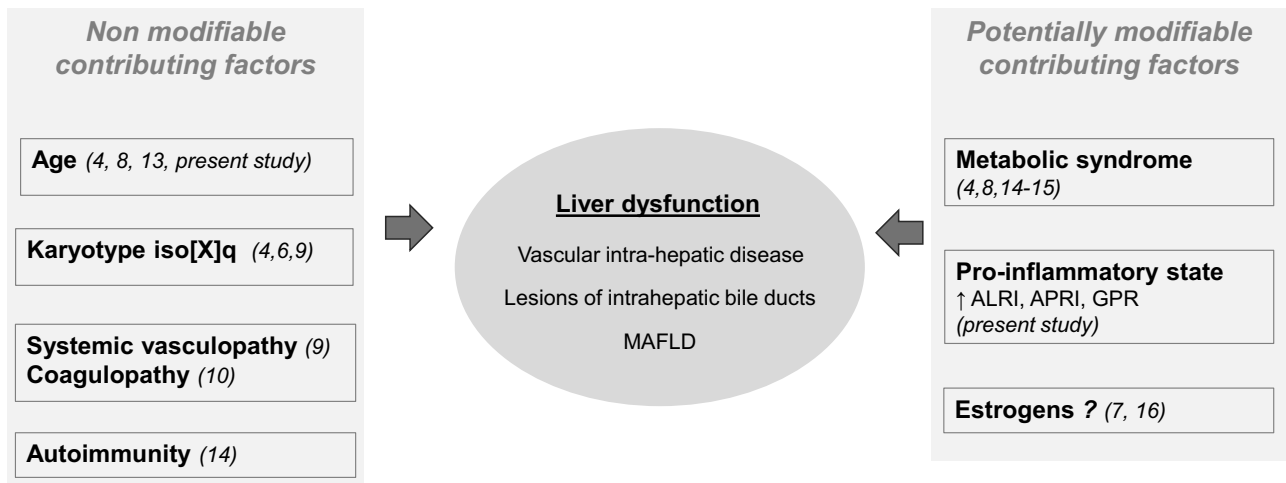 Non modifiable
contributing factors
Age (4, 8, 13, present study)
Karyotype iso[X]q (4,6,9)
Systemic vasculopathy (9)
Coagulopathy (10)
Autoimmunity (14)
Liver dysfunction
Vascular intra-hepatic disease
Lesions of intrahepatic bile ducts
MAFLD
Potentially modifiable
contributing factors
Metabolic syndrome
(4,8,14-15)
Pro-inflammatory state
↑ ALRI, APRI, GPR
(present study)
Estrogens ? (7, 16)